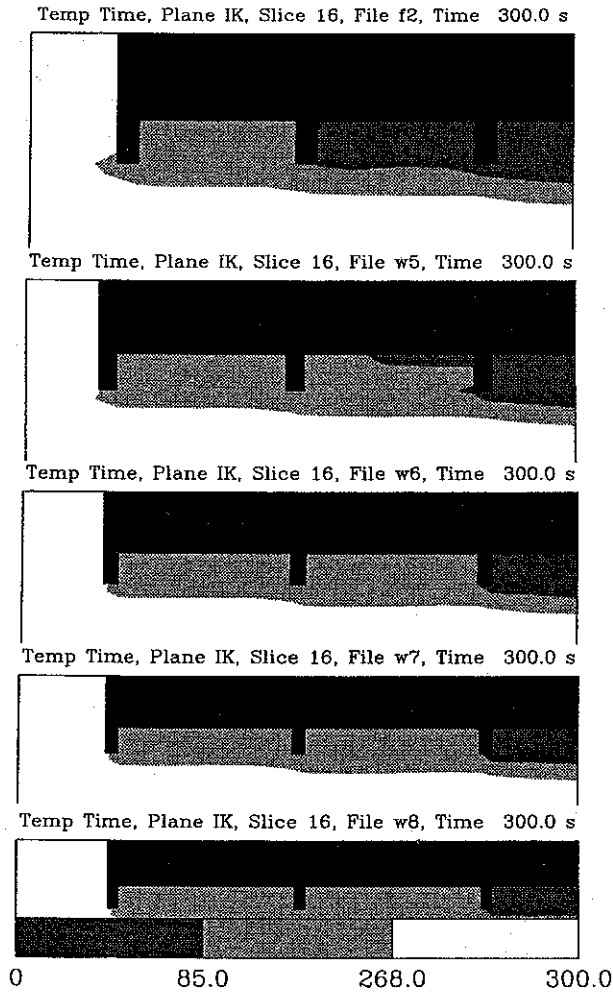 Temp Time, Plane IK, Slice 16, File f2, Time 300.0 s
Temp Time, Plane IK, Slice 16, File w5, Time 300.0 s
Temp Time, Plane IK, Slice 16, File w6, Time 300.0 s
Temp Time, Plane IK, Slice 16, File w7, Time 300.0 s
Temp Time, Plane IK, Slice 16, File w8, Time 300.0 s
0 85.0 268.0 300.0